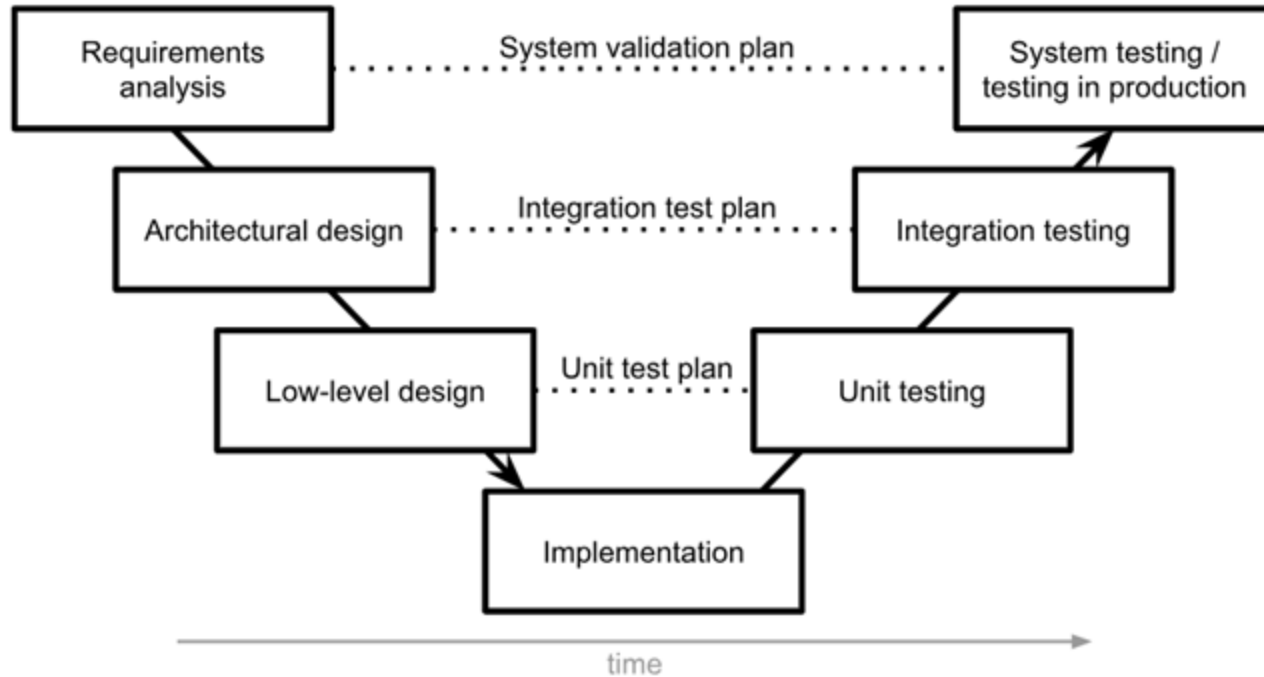 Requirements
analysis
System validation plan
System testing /
testing in production
Architectural design
Integration test plan
Integration testing
Low-level design
Unit test plan
Unit testing
Implementation
time